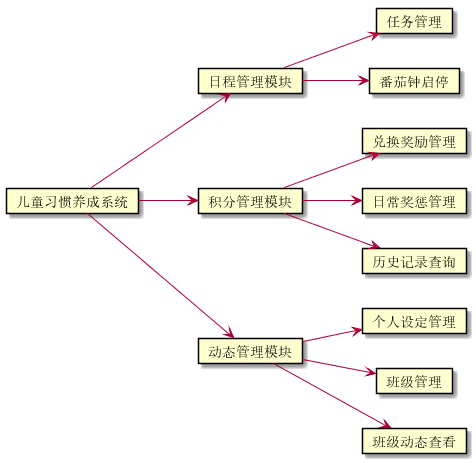 任务管理
日程管理模块
番茄钟启停
兑换奖励管理
儿童习惯养成系统
积分管理模块
日常奖惩管理
历史记录查询
个人设定管理
动态管理模块
班级管理
班级动态查看